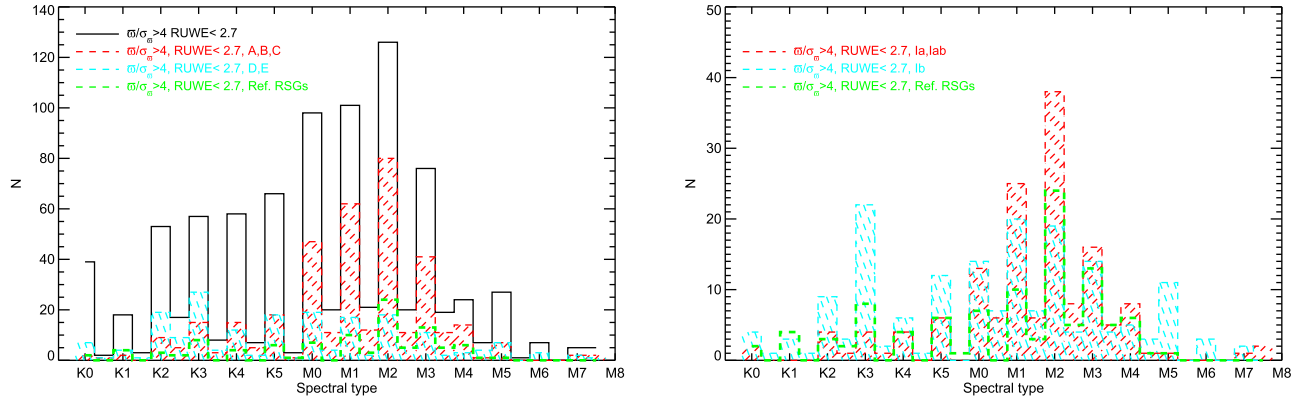 140
120
100
80
60
40
20
0
N
ϖ/σϖ>4 RUWE< 2.7
ϖ/σϖ>4, RUWE< 2.7, A,B,C
ϖ/σϖ>4, RUWE< 2.7, D,E
ϖ/σϖ>4, RUWE< 2.7, Ref. RSGs
K0 K1 K2 K3 K4 K5 M0 M1 M2 M3 M4 M5 M6 M7 M8
Spectral type
50
40
30
20
10
0
N
ϖ/σϖ>4, RUWE< 2.7, Ia,Iab
ϖ/σϖ>4, RUWE< 2.7, Ib
ϖ/σϖ>4, RUWE< 2.7, Ref. RSGs
K0 K1 K2 K3 K4 K5 M0 M1 M2 M3 M4 M5 M6 M7 M8
Spectral type